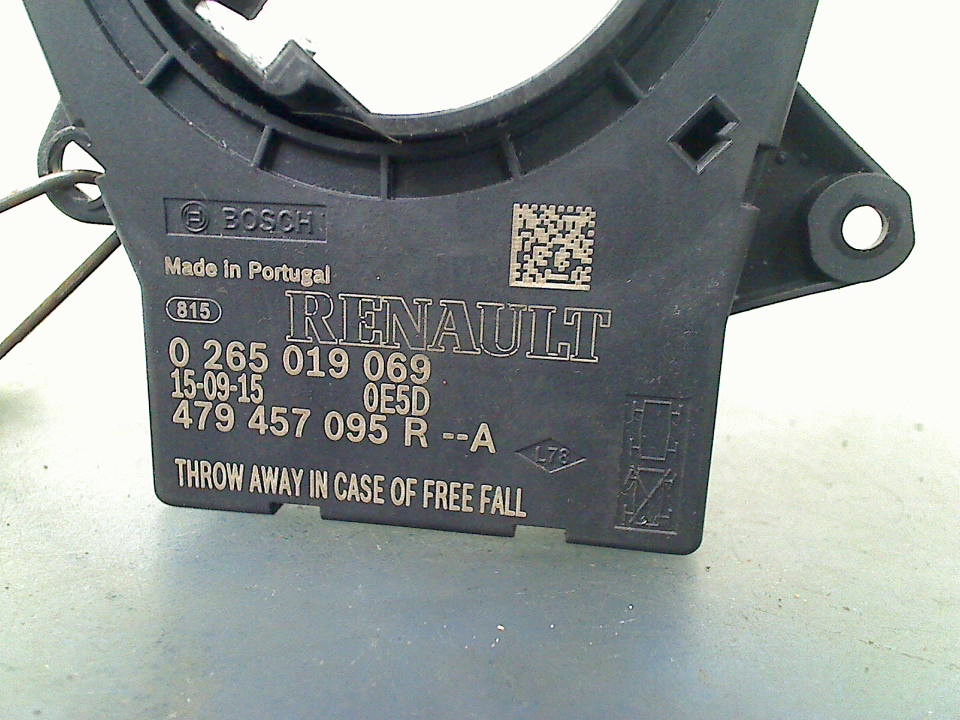 BOSCH
Made in Portugal
815
RENAULT
0 265 019 069
15-09-15 0E5D
479 457 095 R --A
L78
THROW AWAY IN CASE OF FREE FALL